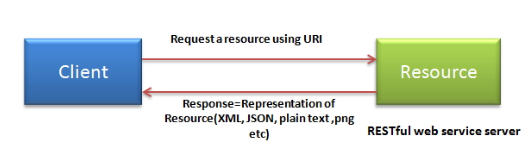 Request a resource using URI
Client
Resource
Response=Representation of
Resource(XML, JSON, plain text ,png
etc)
RESTful web service server